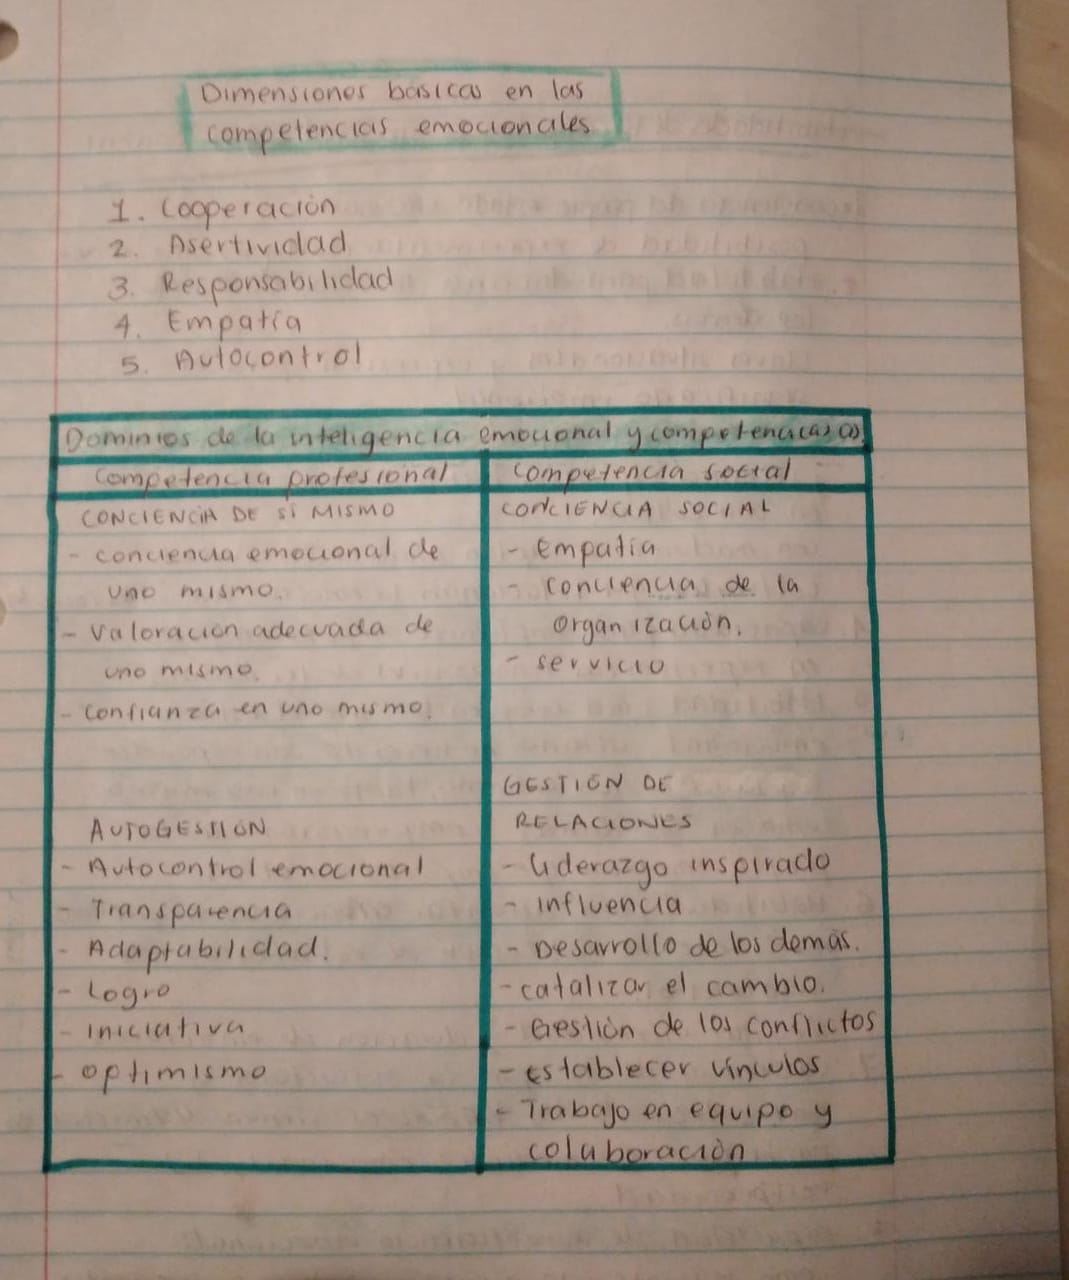 Dimensiones básicas en las
competencias emocionales
1. Cooperación
2. Asertividad
3. Responsabilidad
4. Empatía
5. Autocontrol
Dominios de la inteligencia emocional y competencias
Competencia profesional
Competencia social
CONCIENCIA DE SÍ MISMO
- conciencia emocional de
uno mismo.
- Valoración adecuada de
uno mismo.
- Confianza en uno mismo.
AUTOGESTIÓN
- Autocontrol emocional
- Transparencia
- Adaptabilidad.
- Logro
- iniciativa
- optimismo
CONCIENCIA SOCIAL
- Empatía
- Conciencia de la
organización.
- servicio
GESTIÓN DE
RELACIONES
- Liderazgo inspirado
- influencia
- Desarrollo de los demás.
- catalizar el cambio.
- Gestión de los conflictos
- Establecer vínculos
- Trabajo en equipo y
colaboración